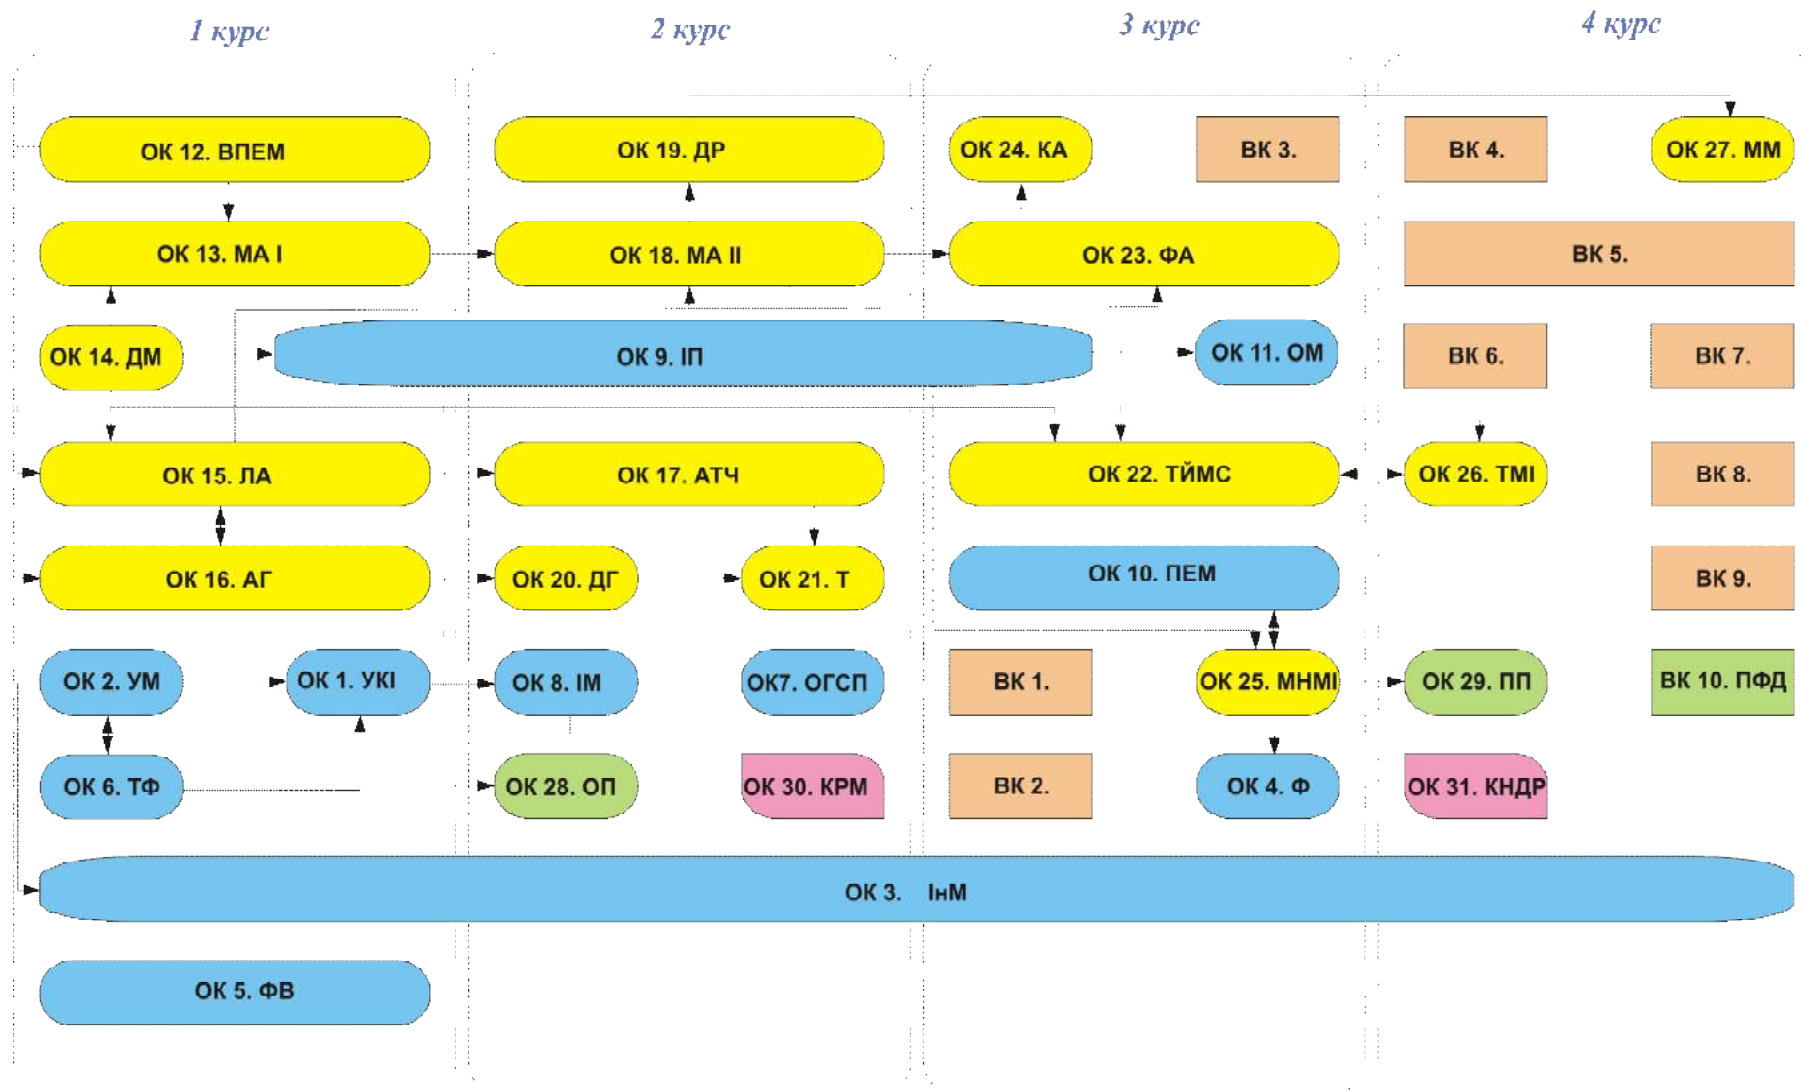 1 курс
2 курс
3 курс
4 курс
ОК 12. ВПЕМ
ОК 19. ДР
ОК 24. КА
ВК 3.
ВК 4.
ОК 27. ММ
ОК 13. МА І
ОК 18. МА ІІ
ОК 23. ФА
ВК 5.
ОК 14. ДМ
ОК 9. ІП
ОК 11. ОМ
ВК 6.
ВК 7.
ОК 15. ЛА
ОК 17. АТЧ
ОК 22. ТЙМС
ОК 26. ТМІ
ВК 8.
ОК 16. АГ
ОК 20. ДГ
ОК 21. Т
ОК 10. ПЕМ
ВК 9.
ОК 2. УМ
ОК 1. УКІ
ОК 8. ІМ
ОК7. ОГСП
ВК 1.
ОК 25. МНМІ
ОК 29. ПП
ВК 10. ПФД
ОК 6. ТФ
ОК 28. ОП
ОК 30. КРМ
ВК 2.
ОК 4. Ф
ОК 31. КНДР
ОК 3. ІнМ
ОК 5. ФВ